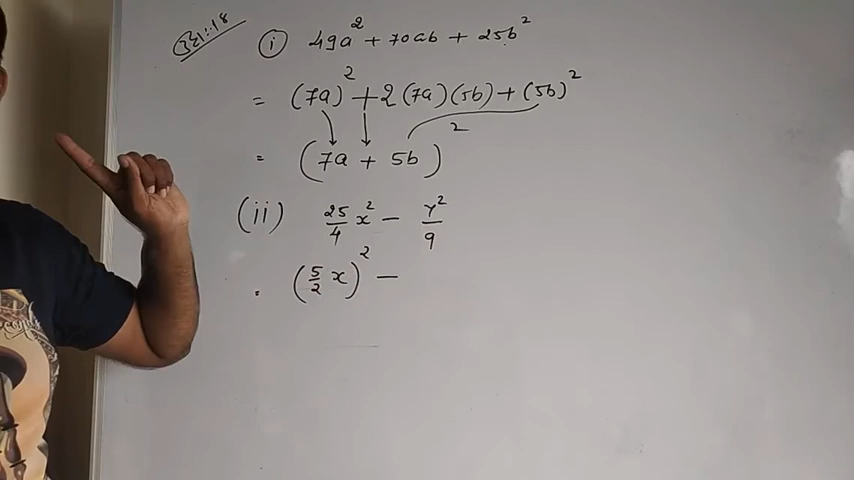 (i) 49a² + 70ab + 25b²
= (7a)² + 2(7a)(5b) + (5b)²
= (7a + 5b)²
(ii) 25/4 x² - y²/9
= (5/2 x)² -